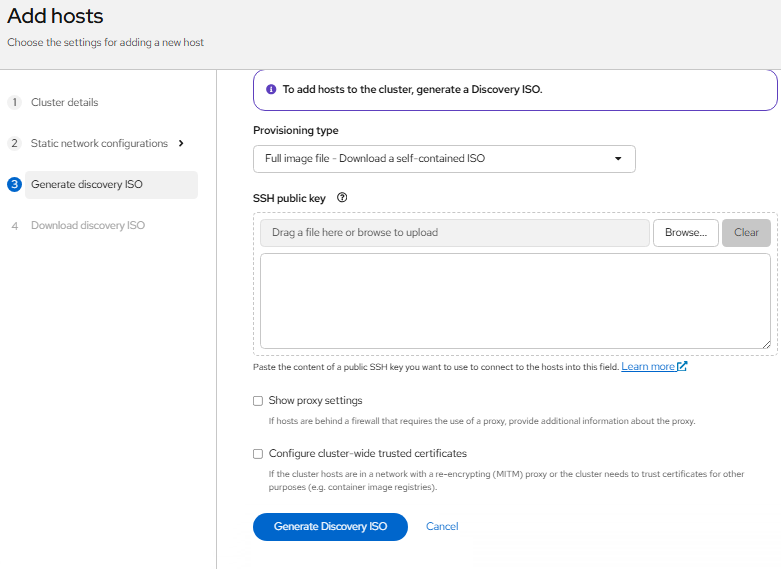 Add hosts
Choose the settings for adding a new host
1 Cluster details
2 Static network configurations
3 Generate discovery ISO
4 Download discovery ISO
To add hosts to the cluster, generate a Discovery ISO.
Provisioning type
Full image file - Download a self-contained ISO
SSH public key
Drag a file here or browse to upload
Browse...
Clear
Paste the content of a public SSH key you want to use to connect to the hosts into this field. Learn more
Show proxy settings
If hosts are behind a firewall that requires the use of a proxy, provide additional information about the proxy.
Configure cluster-wide trusted certificates
If the cluster hosts are in a network with a re-encrypting (MITM) proxy or the cluster needs to trust certificates for other
purposes (e.g. container image registries).
Generate Discovery ISO
Cancel